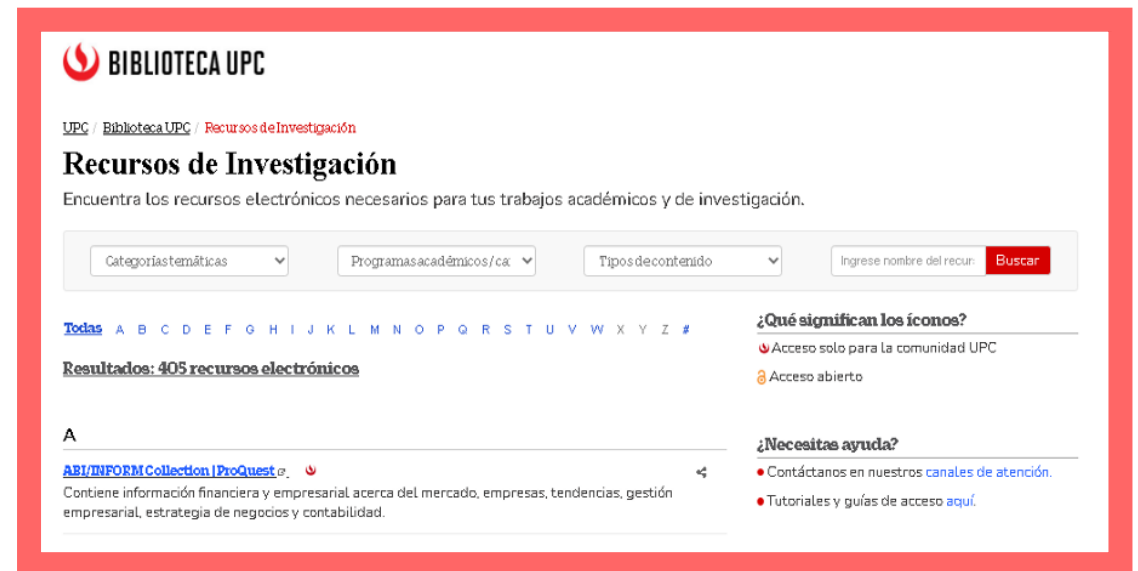 BIBLIOTECA UPC
UPC / Biblioteca UPC / Recursos de Investigación
Recursos de Investigación
Encuentra los recursos electrónicos necesarios para tus trabajos académicos y de investigación.
Categorías temáticas Programas académicos / ca Tipos de contenido Ingrese nombre del recur Buscar
Todas A B C D E F G H I J K L M N O P Q R S T U V W X Y Z #
Resultados: 405 recursos electrónicos
A
ABI/INFORM Collection | ProQuest
Contiene información financiera y empresarial acerca del mercado, empresas, tendencias, gestión
empresarial, estrategia de negocios y contabilidad.
¿Qué significan los íconos?
Acceso solo para la comunidad UPC
Acceso abierto
¿Necesitas ayuda?
Contáctanos en nuestros canales de atención.
Tutoriales y guías de acceso aquí.